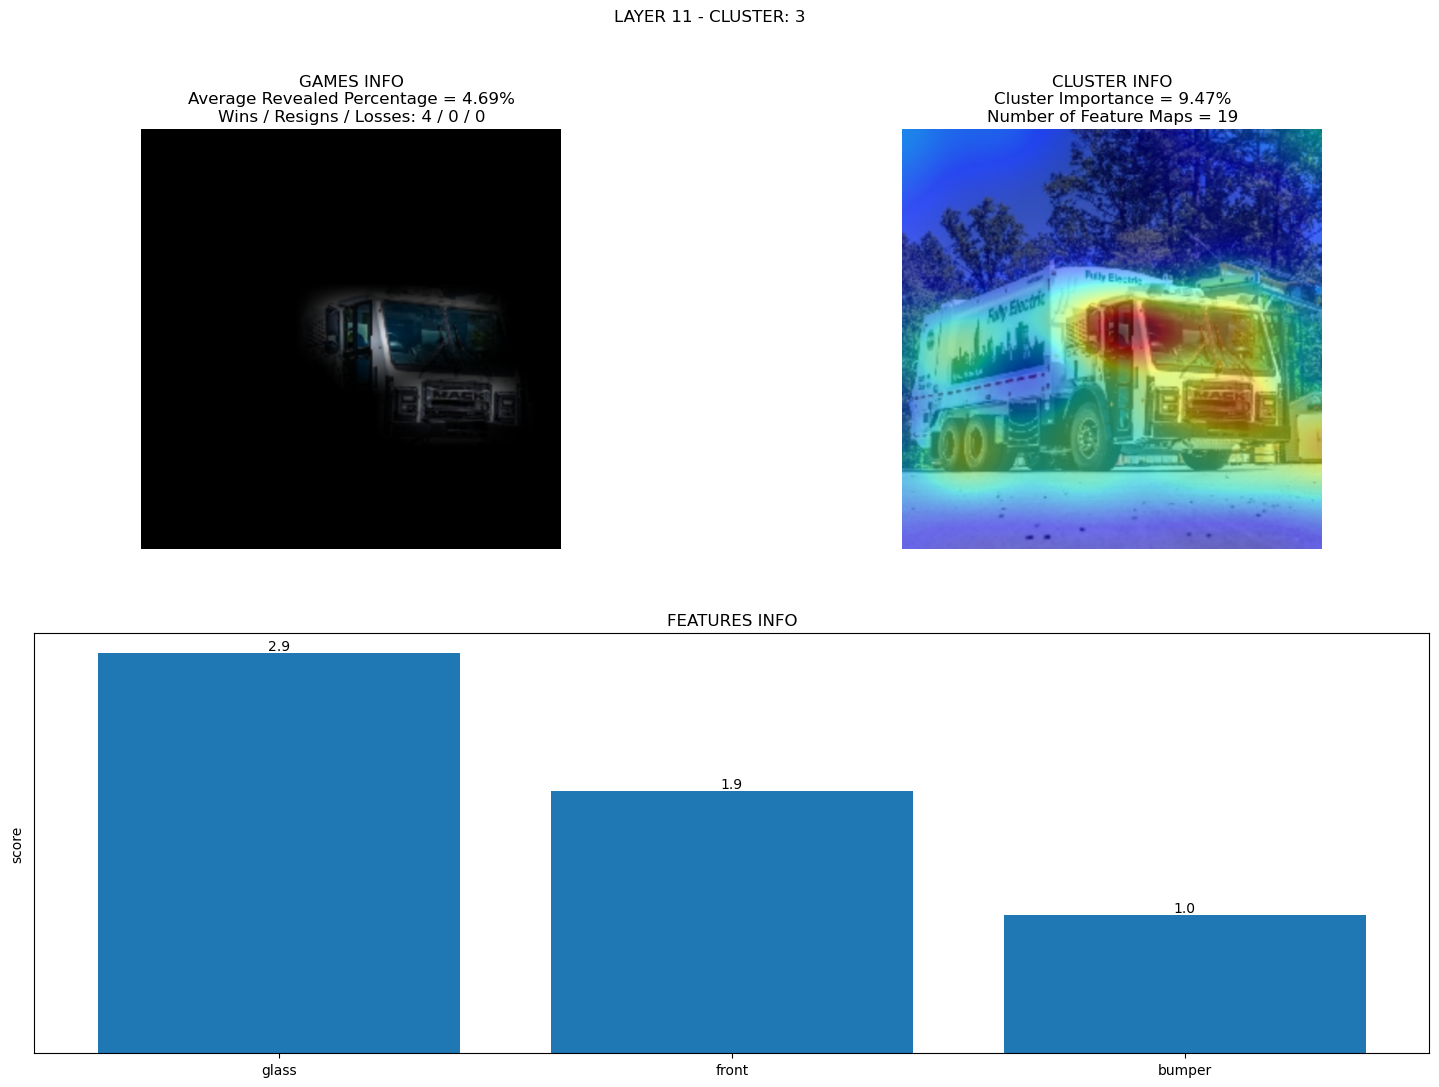 LAYER 11 - CLUSTER: 3
GAMES INFO
Average Revealed Percentage = 4.69%
Wins / Resigns / Losses: 4 / 0 / 0
MACK
CLUSTER INFO
Cluster Importance = 9.47%
Number of Feature Maps = 19
Fully Electric
Fully Electric
MACK
FEATURES INFO
score
2.9
1.9
1.0
glass
front
bumper